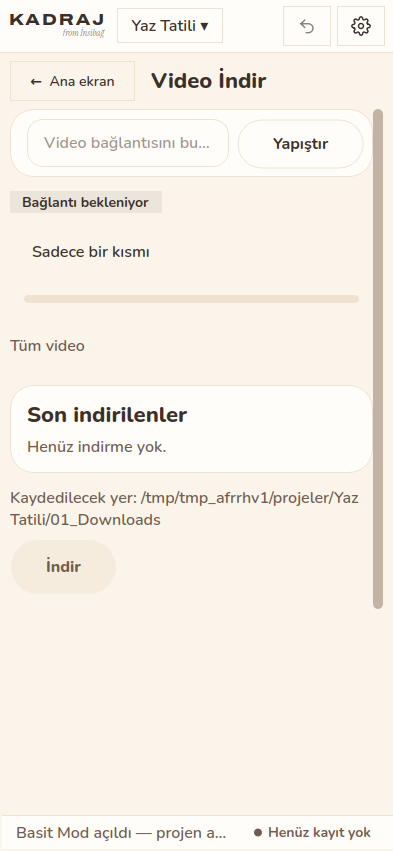 KADRAJ
from İnsihaf
Yaz Tatili ▾
← Ana ekran
Video İndir
Video bağlantısını bu...
Yapıştır
Bağlantı bekleniyor
Sadece bir kısmı
Tüm video
Son indirilenler
Henüz indirme yok.
Kaydedilecek yer: /tmp/tmp_afrrhv1/projeler/Yaz
Tatili/01_Downloads
İndir
Basit Mod açıldı — projen a...
● Henüz kayıt yok